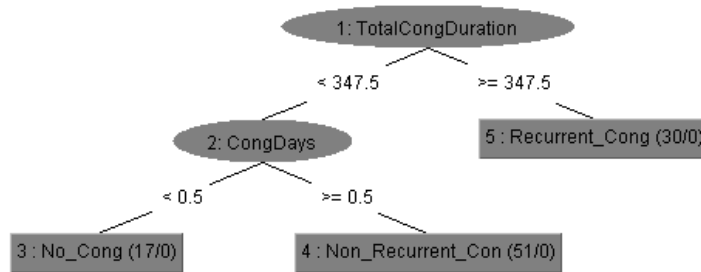 1: TotalCongDuration
< 347.5
>= 347.5
2: CongDays
5 : Recurrent_Cong (30/0)
< 0.5
>= 0.5
3 : No_Cong (17/0)
4 : Non_Recurrent_Con (51/0)